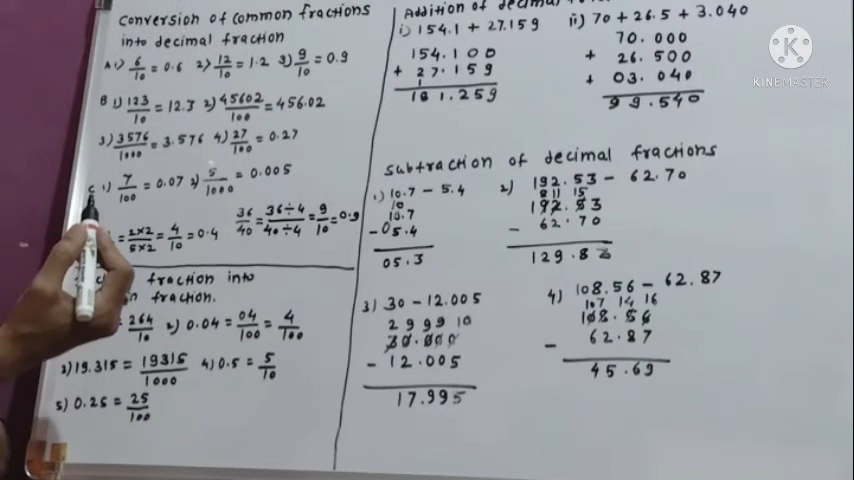 Conversion of common fractions
into decimal fraction
A 1) 6/10 = 0.6 2) 12/10 = 1.2 3) 9/10 = 0.9
B 1) 123/10 = 12.3 2) 45602/100 = 456.02
3) 3576/1000 = 3.576 4) 27/100 = 0.27
C 1) 7/100 = 0.07 2) 5/1000 = 0.005
= 2×2/5×2 = 4/10 = 0.4 36/40 = 36÷4/40÷4 = 9/10 = 0.9
fraction into
fraction.
= 264/10 2) 0.04 = 04/100 = 4/100
3) 19.315 = 19315/1000 4) 0.5 = 5/10
5) 0.25 = 25/100
Addition of
i) 154.1 + 27.159 ii) 70 + 26.5 + 3.040
154.100
+ 27.159
1
181.259
70.000
+ 26.500
+ 03.040
99.540
Subtraction of decimal fractions
1) 10.7 - 5.4
10
10.7
- 05.4
05.3
2) 192.53 - 62.70
8 11 15
192.53
- 62.70
129.83
3) 30 - 12.005
2 9 9 9 10
30.000
- 12.005
17.995
4) 108.56 - 62.87
107 14 16
108.56
- 62.87
45.69
K
KINEMASTER